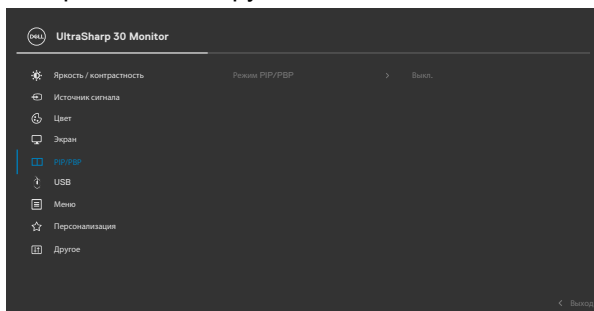 DELL UltraSharp 30 Monitor
Яркость / контрастность Режим PIP/PBP > Выкл.
Источник сигнала
Цвет
Экран
PIP/PBP
USB
Меню
Персонализация
Другое
< Выход